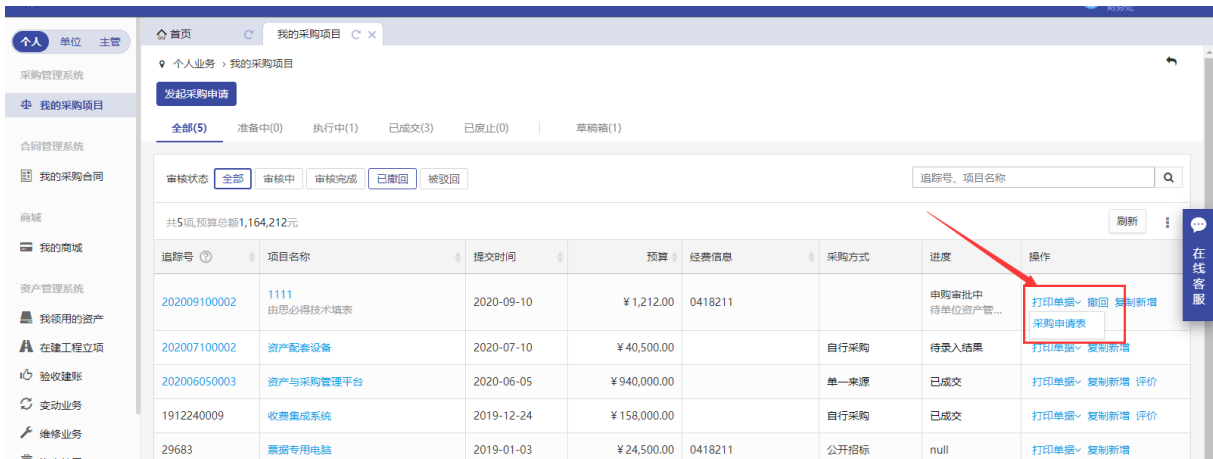 财务处
个人 单位 主管
首页
我的采购项目
采购管理系统
个人业务 › 我的采购项目
我的采购项目
发起采购申请
全部(5) 准备中(0) 执行中(1) 已成交(3) 已废止(0) 草稿箱(1)
合同管理系统
我的采购合同
审核状态 全部 审核中 审核完成 已撤回 被驳回
追踪号、项目名称
商城
共5项,预算总额1,164,212元
刷新
我的商城
追踪号 项目名称 提交时间 预算 经费信息 采购方式 进度 操作
在线客服
资产管理系统
202009100002 1111 2020-09-10 ¥1,212.00 0418211 申购审批中 打印单据 撤回 复制新增
由思必得技术填表 待单位资产管...
采购申请表
我领用的资产
在建工程立项
202007100002 资产配套设备 2020-07-10 ¥40,500.00 自行采购 待录入结果 打印单据 复制新增
验收建账
202006050003 资产与采购管理平台 2020-06-05 ¥940,000.00 单一来源 已成交 打印单据 复制新增 评价
变动业务
1912240009 收费集成系统 2019-12-24 ¥158,000.00 自行采购 已成交 打印单据 复制新增 评价
维修业务
29683 票据专用电脑 2019-01-03 ¥24,500.00 0418211 公开招标 null 打印单据 复制新增